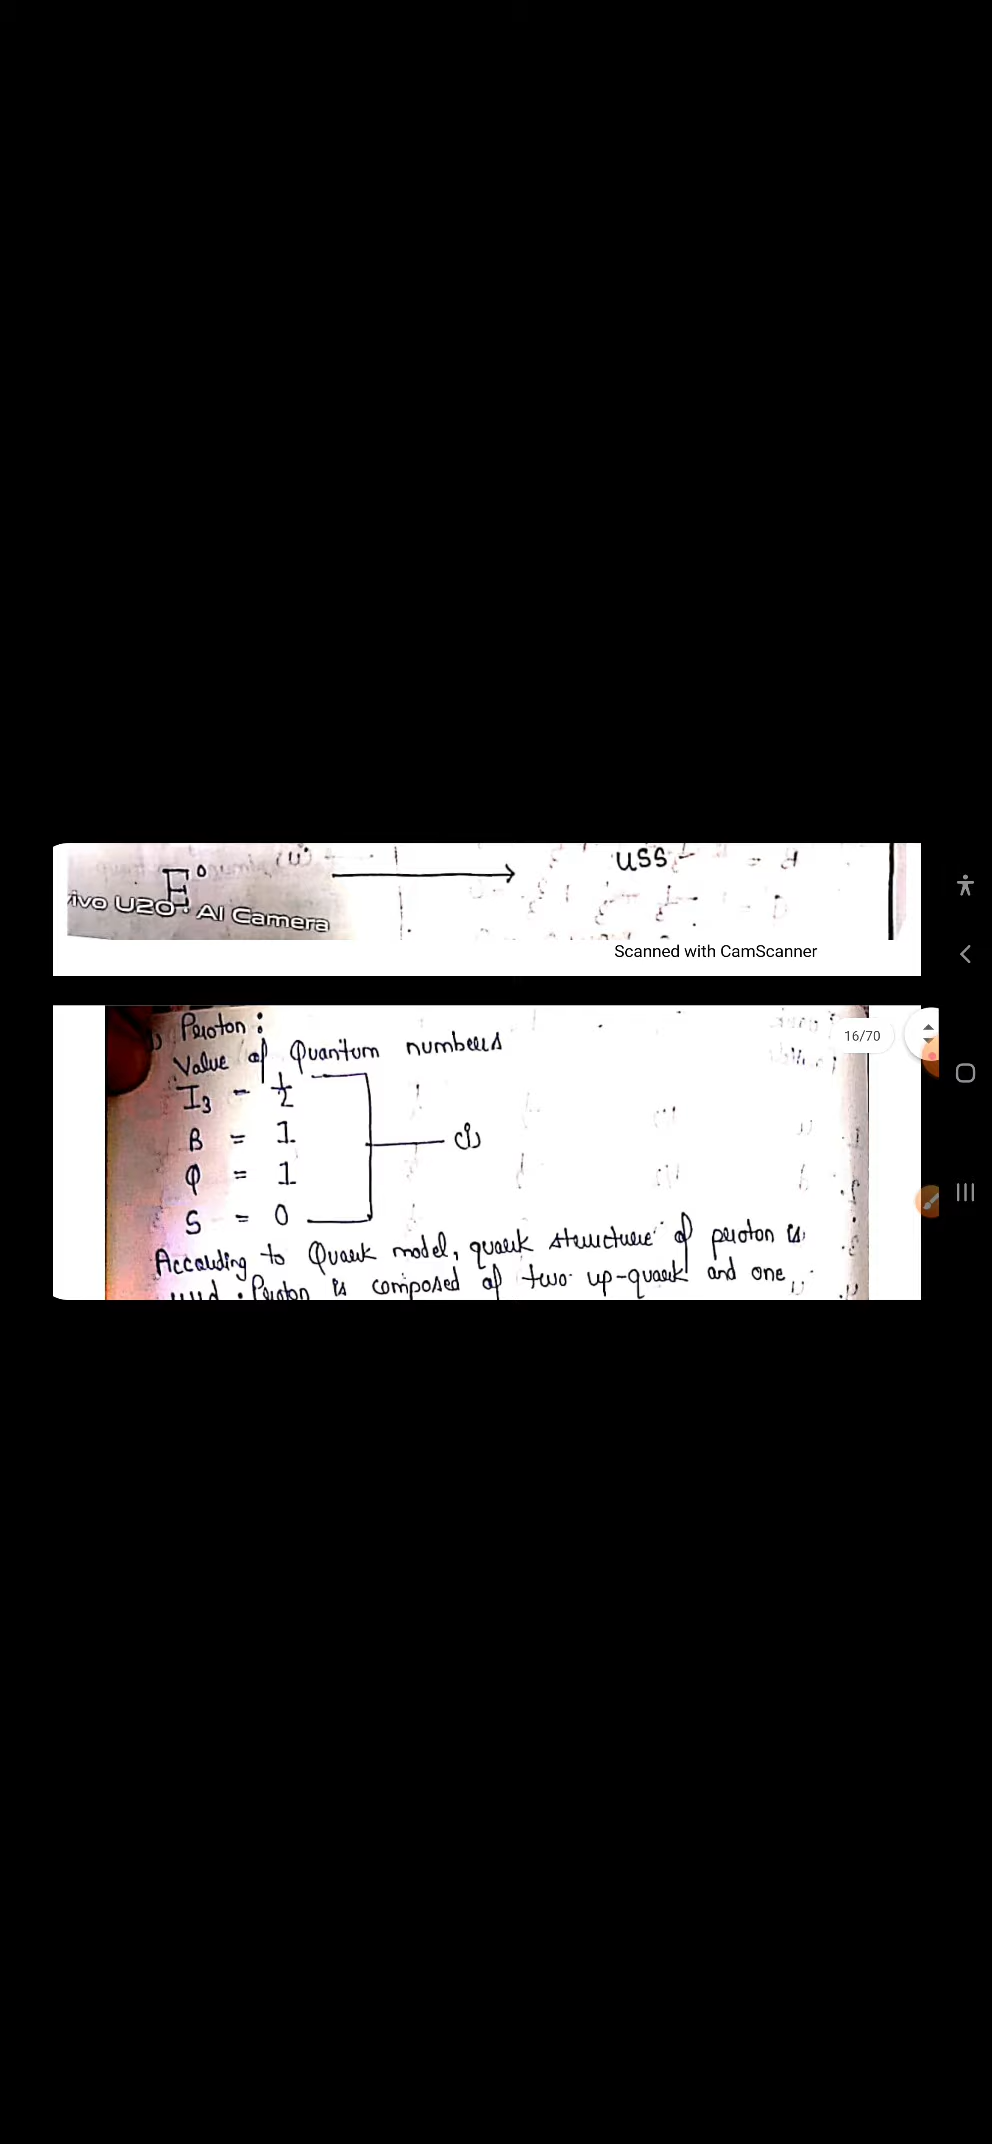 Ξ⁰ → uss
vivo U20 · AI Camera
Scanned with CamScanner
16/70
Proton :
Value of Quantum numbers
I₃ = 1/2
B = 1
Q = 1 — (i)
S = 0
According to Quark model, quark structure of proton is
uud. Proton is composed of two up-quark and one